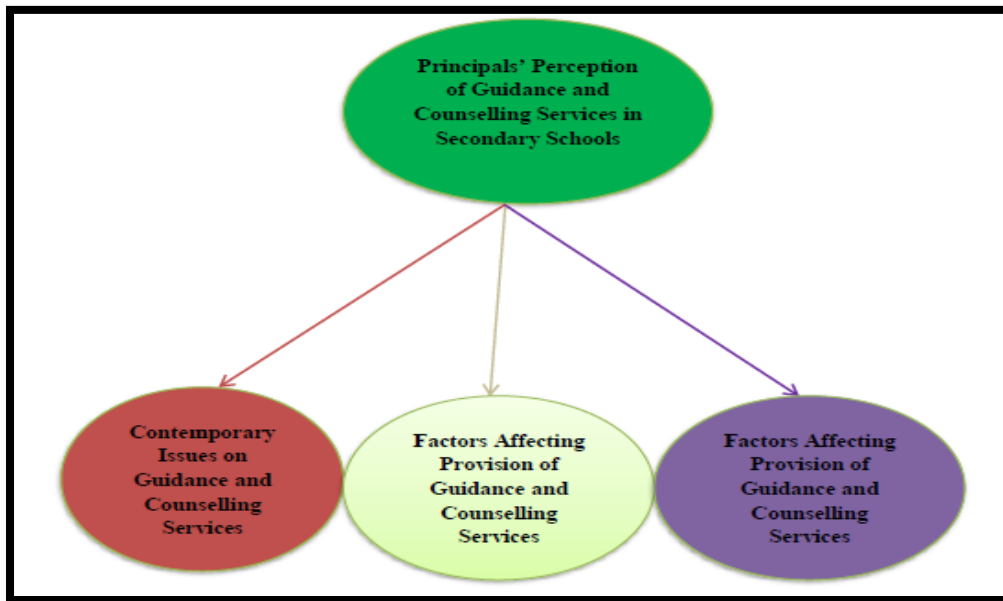 Principals' Perception
of Guidance and
Counselling Services in
Secondary Schools
Contemporary
Issues on
Guidance and
Counselling
Services
Factors Affecting
Provision of
Guidance and
Counselling
Services
Factors Affecting
Provision of
Guidance and
Counselling
Services